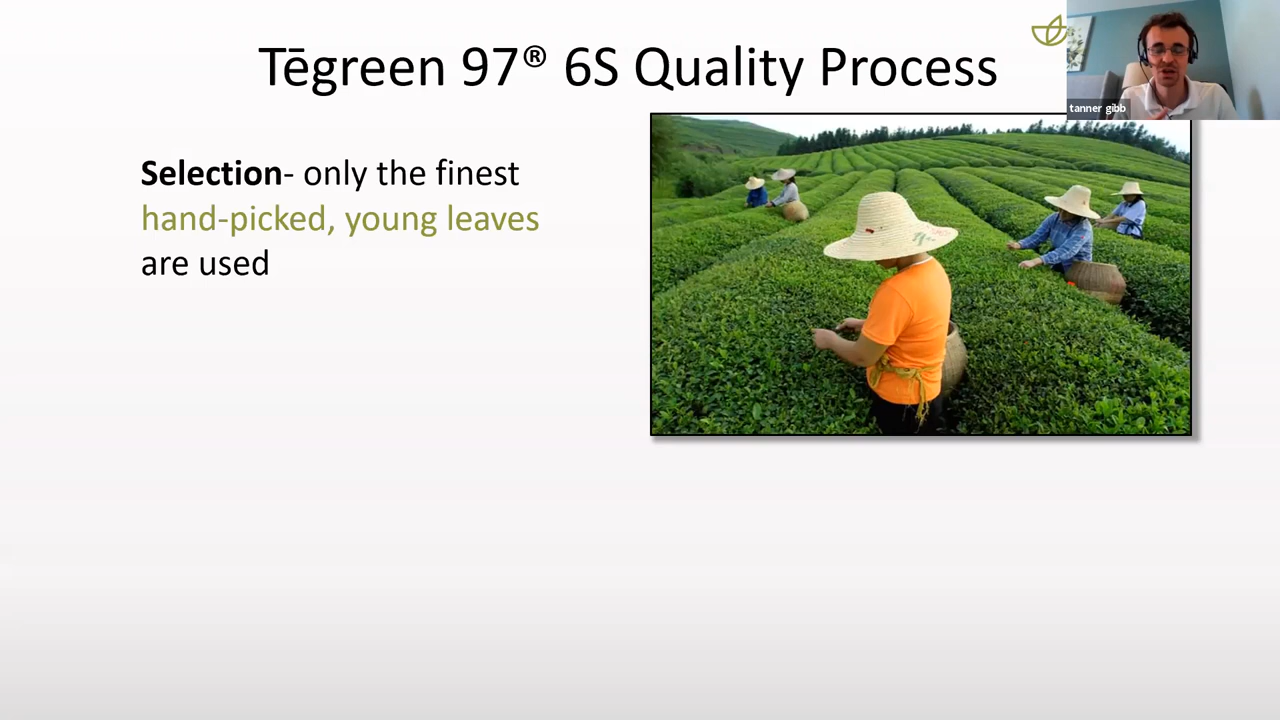 Tēgreen 97® 6S Quality Process
tanner gibb
Selection- only the finest
hand-picked, young leaves
are used